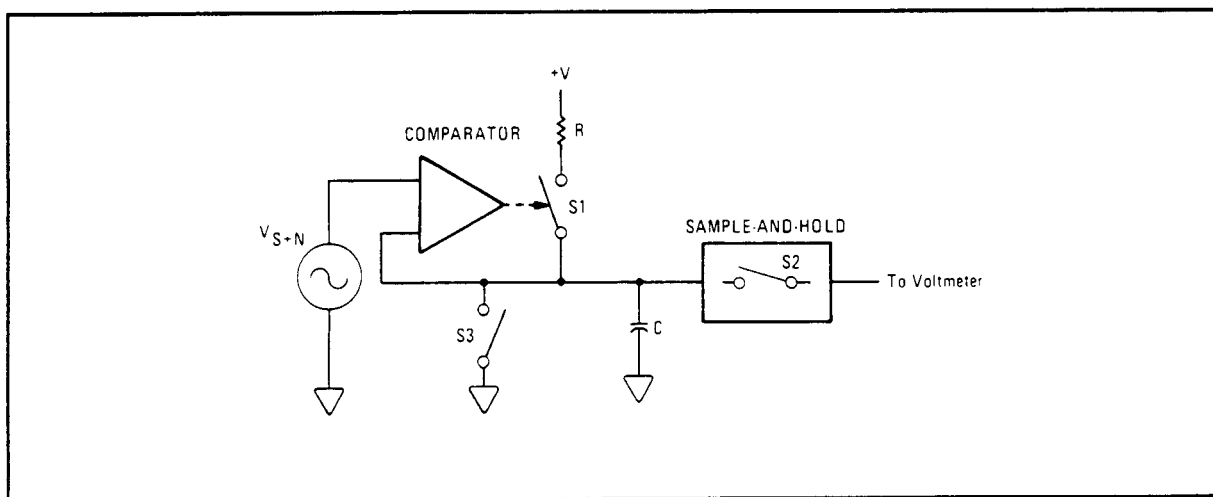 +V
R
COMPARATOR
S1
V S+N
SAMPLE-AND-HOLD
S2
To Voltmeter
S3
C